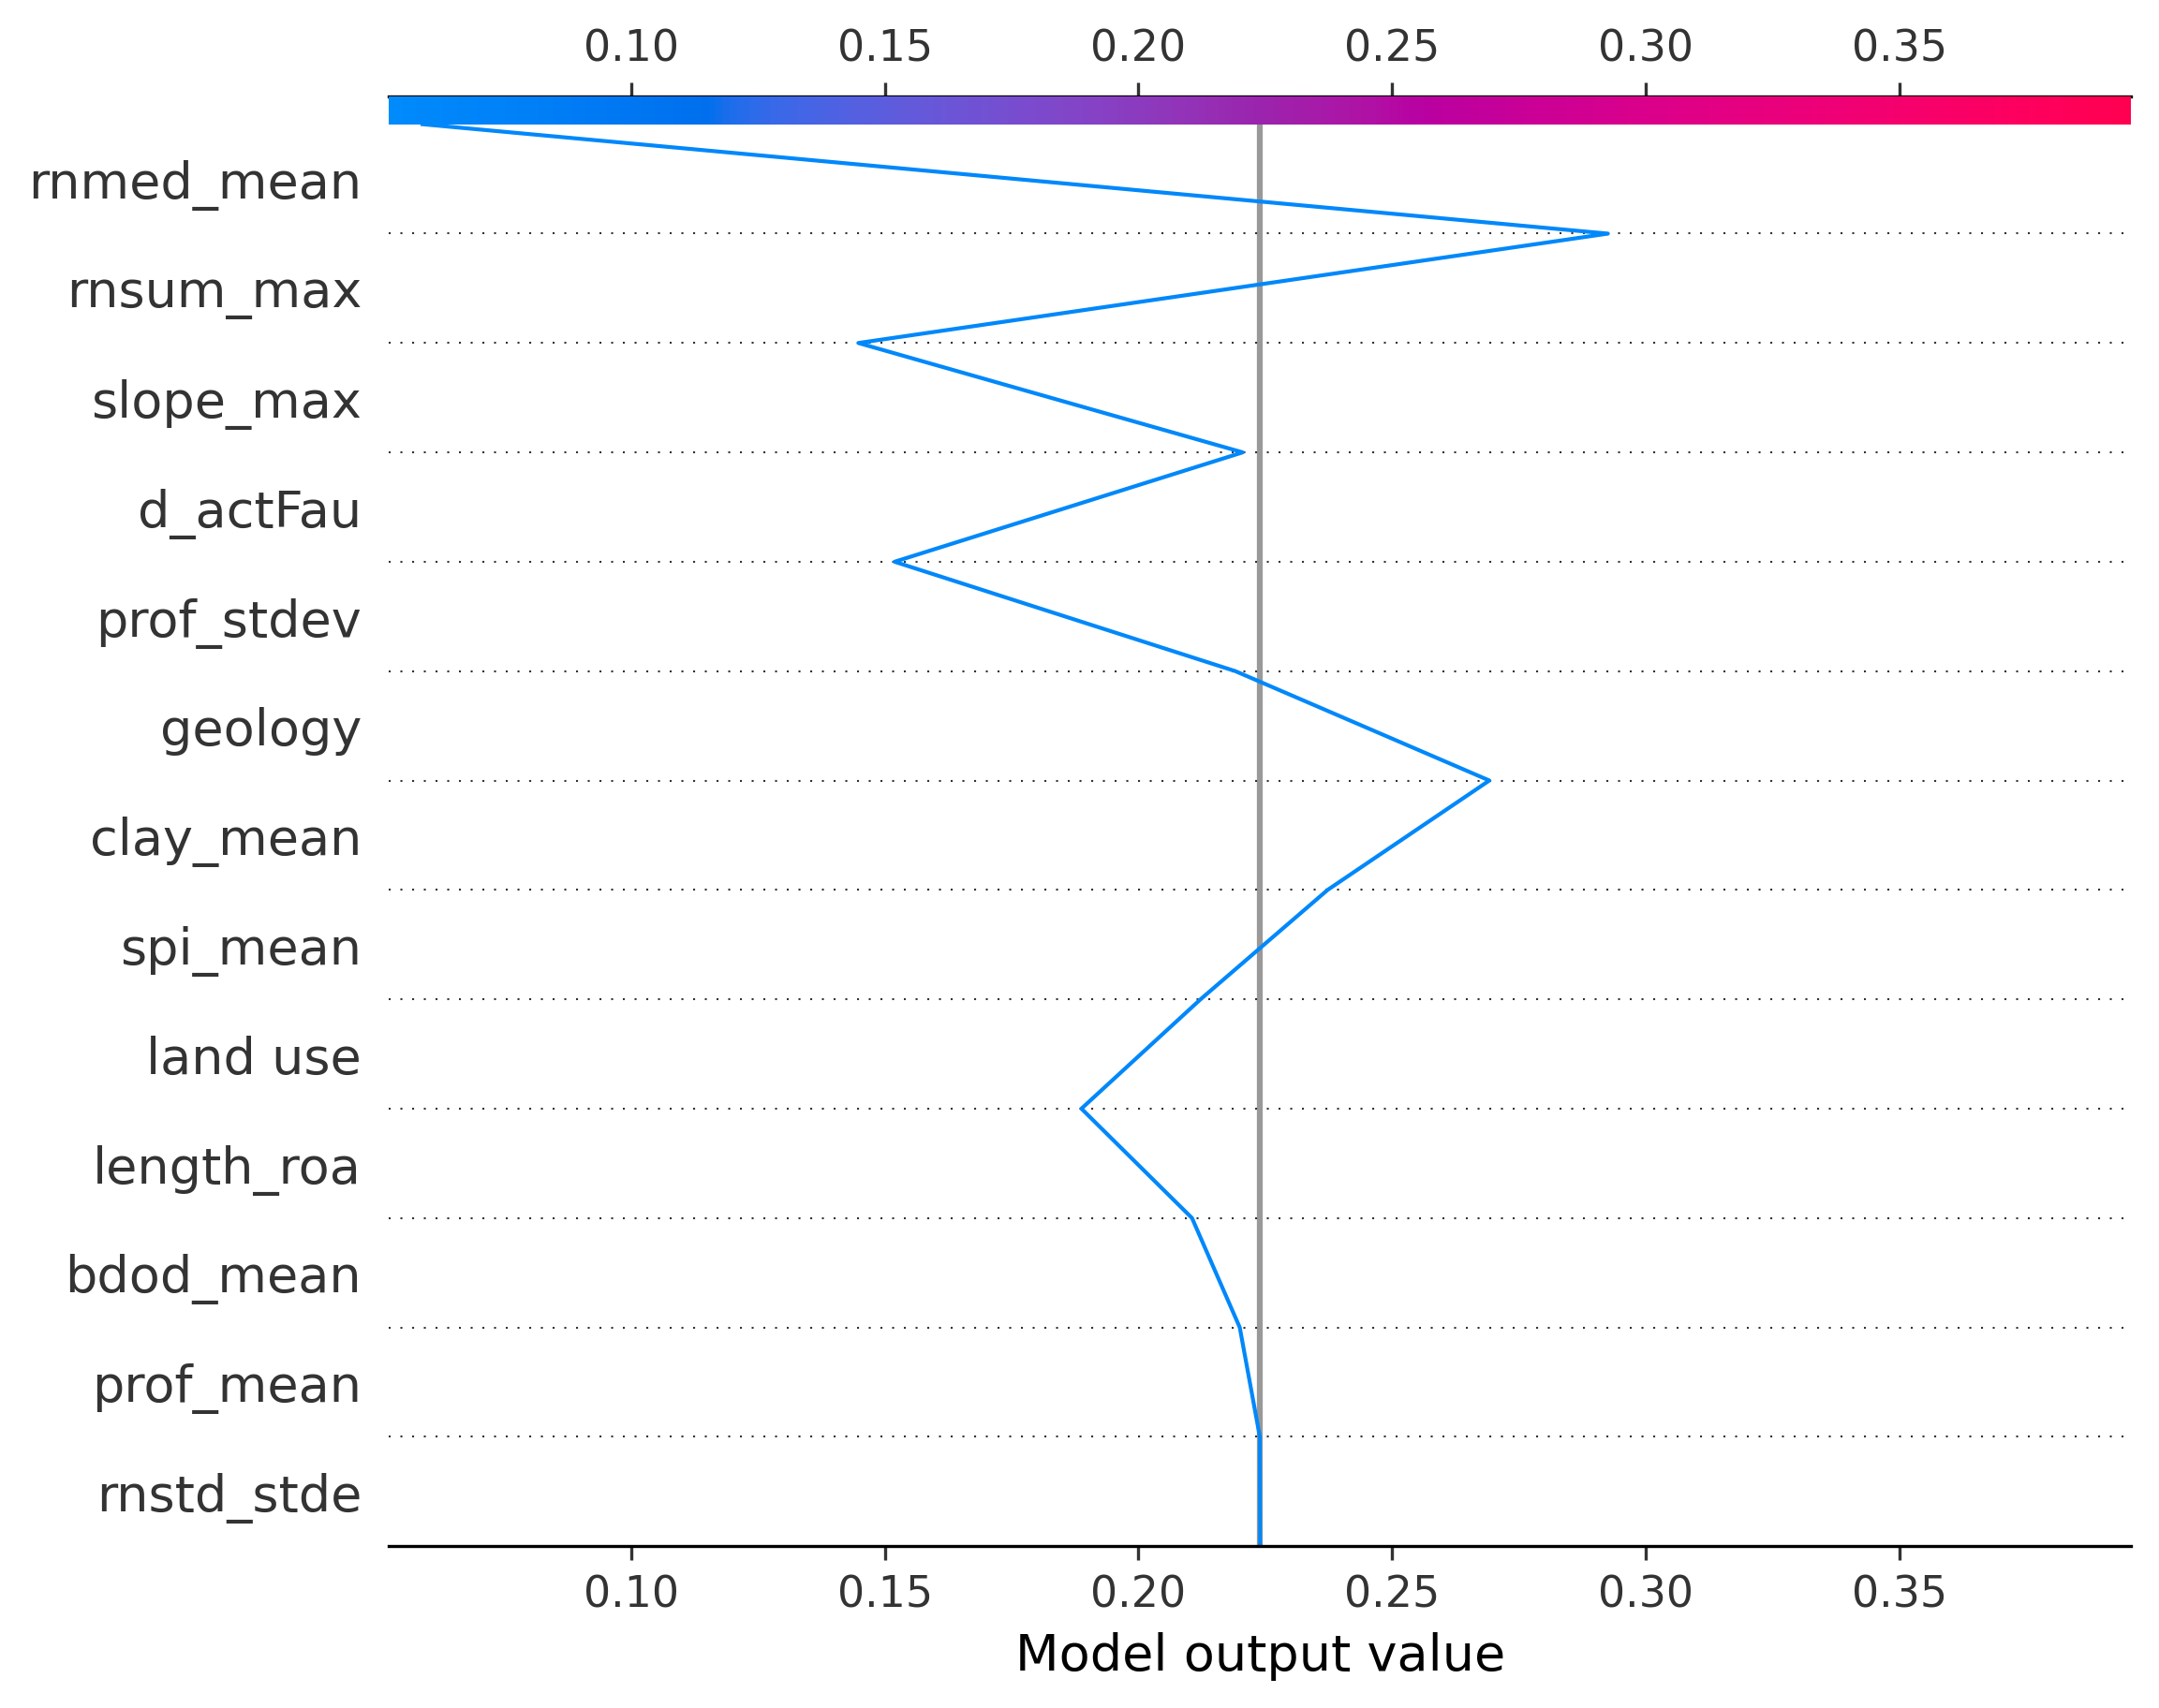 0.10 0.15 0.20 0.25 0.30 0.35
rnmed_mean
rnsum_max
slope_max
d_actFau
prof_stdev
geology
clay_mean
spi_mean
land use
length_roa
bdod_mean
prof_mean
rnstd_stde
0.10 0.15 0.20 0.25 0.30 0.35
Model output value